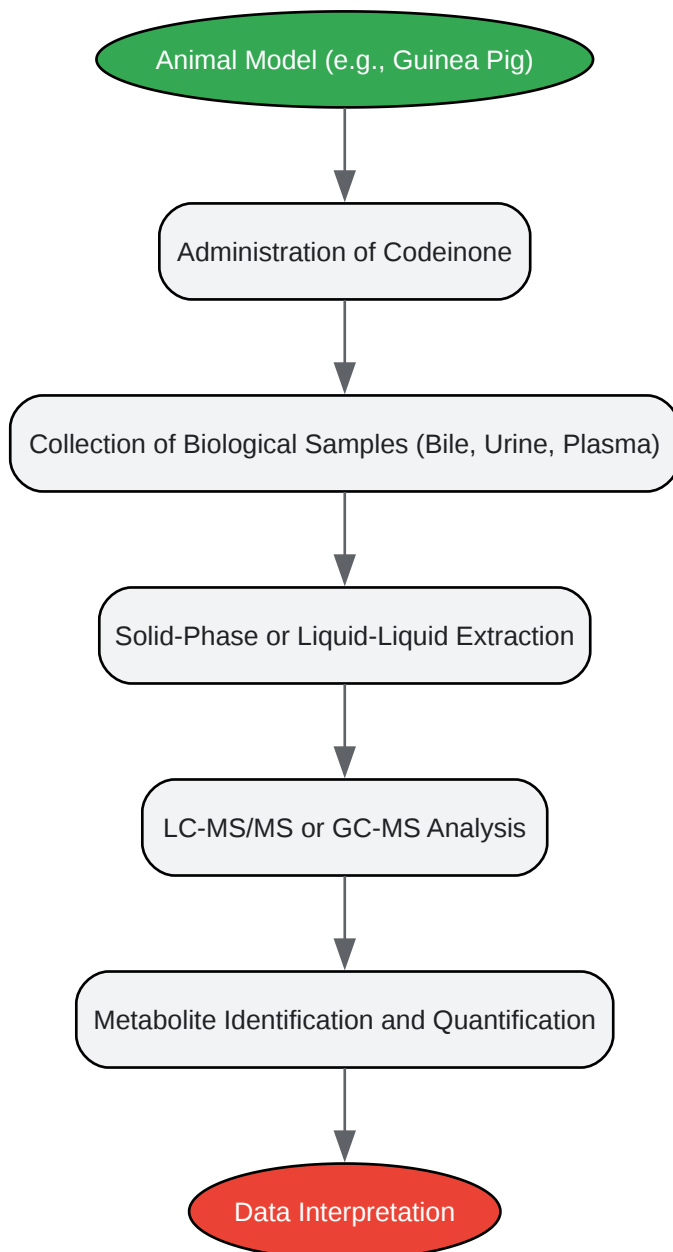 Animal Model (e.g., Guinea Pig)
Administration of Codeinone
Collection of Biological Samples (Bile, Urine, Plasma)
Solid-Phase or Liquid-Liquid Extraction
LC-MS/MS or GC-MS Analysis
Metabolite Identification and Quantification
Data Interpretation